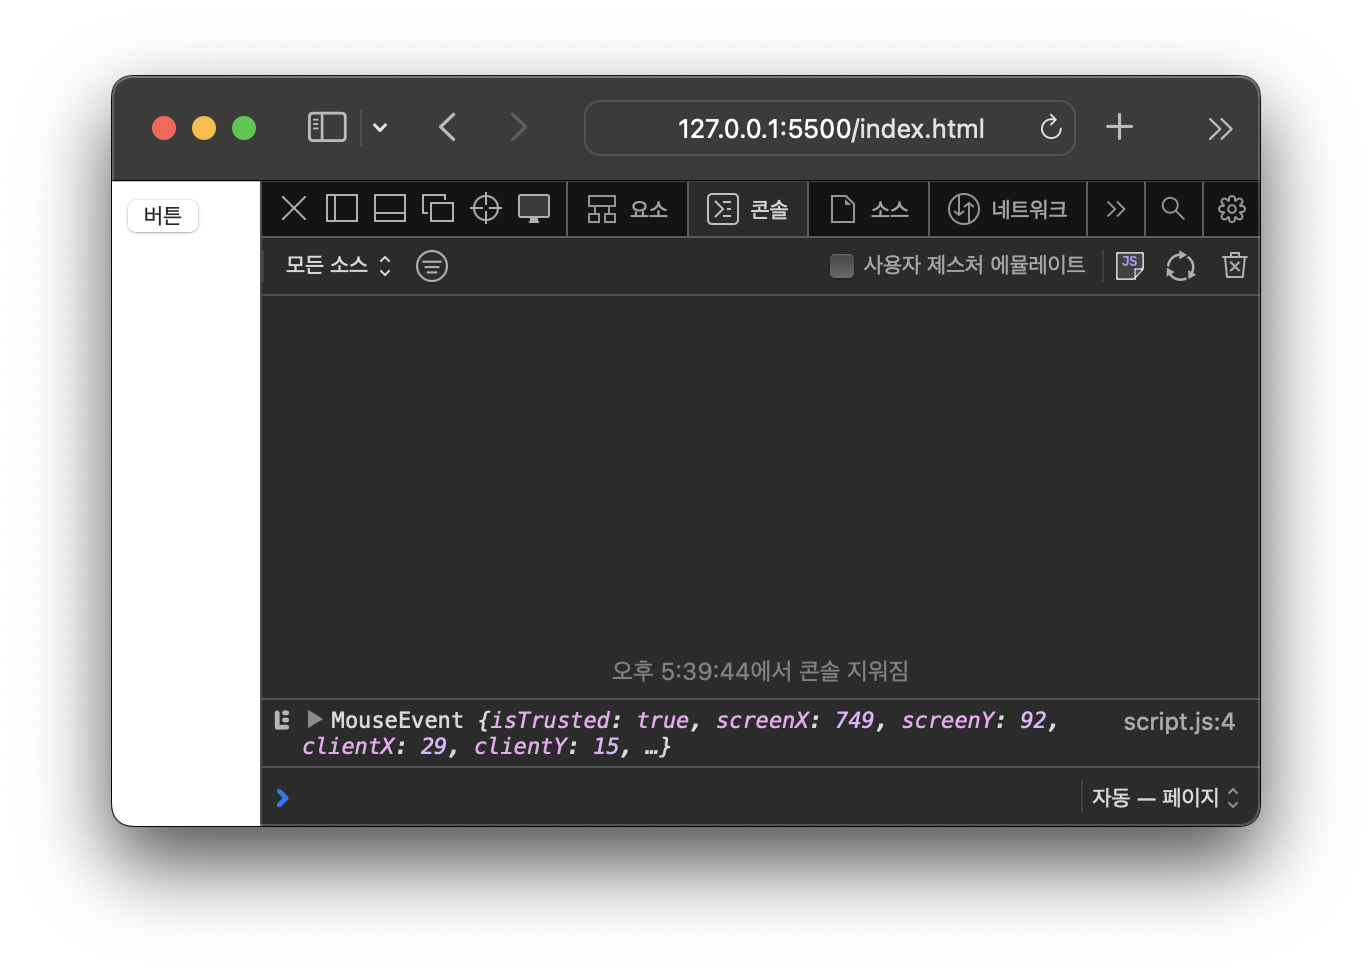 127.0.0.1:5500/index.html
버튼
요소
콘솔
소스
네트워크
모든 소스
사용자 제스처 에뮬레이트
JS
오후 5:39:44에서 콘솔 지워짐
MouseEvent {isTrusted: true, screenX: 749, screenY: 92,
script.js:4
clientX: 29, clientY: 15, …}
자동 — 페이지